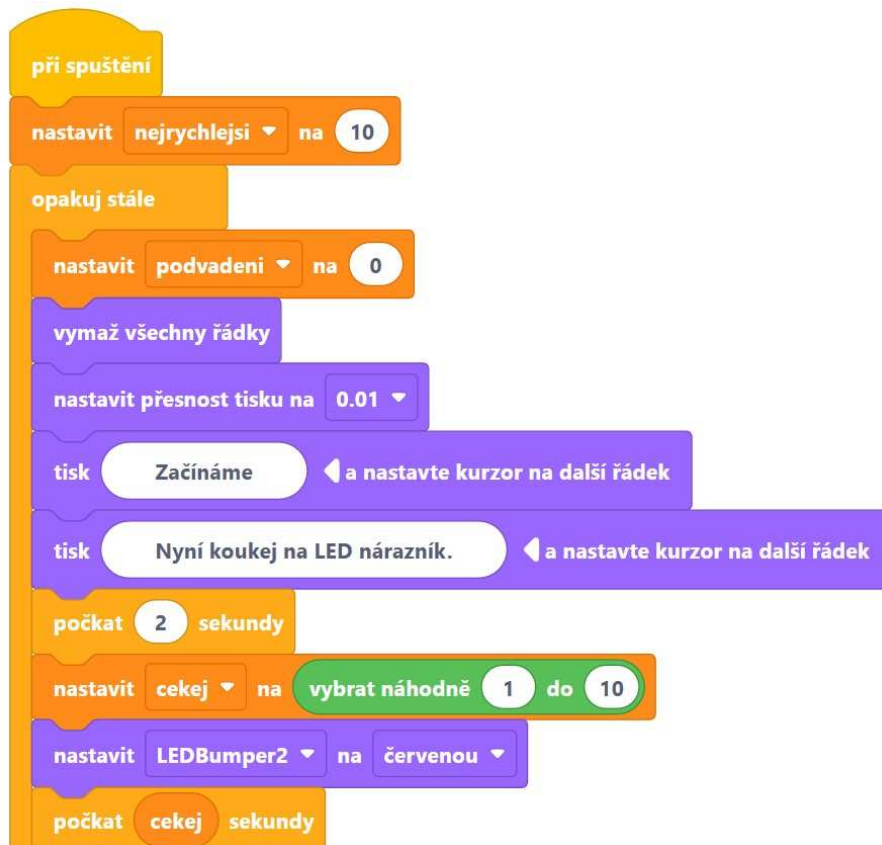 při spuštění
nastavit nejrychlejsi na 10
opakuj stále
nastavit podvadeni na 0
vymaž všechny řádky
nastavit přesnost tisku na 0.01
tisk Začínáme a nastavte kurzor na další řádek
tisk Nyní koukej na LED nárazník. a nastavte kurzor na další řádek
počkat 2 sekundy
nastavit cekej na vybrat náhodně 1 do 10
nastavit LEDBumper2 na červenou
počkat cekej sekundy